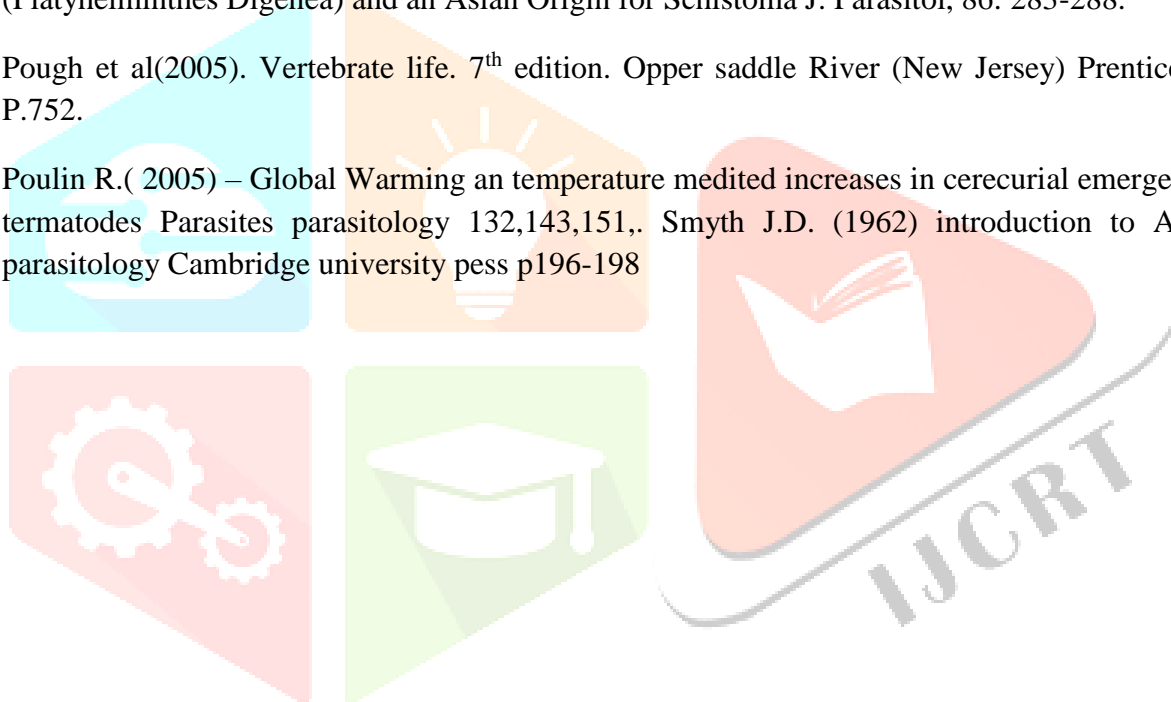 (Platyhelminthes Digenea) and an Asian Origin for Schistoma J. Parasitol, 86: 283-288.
Pough et al(2005). Vertebrate life. 7th edition. Opper saddle River (New Jersey) Prentic
P.752.
Poulin R.( 2005) – Global Warming an temperature medited increases in cerecurial emerge
termatodes Parasites parasitology 132,143,151,. Smyth J.D. (1962) introduction to A
parasitology Cambridge university pess p196-198
IJCRT